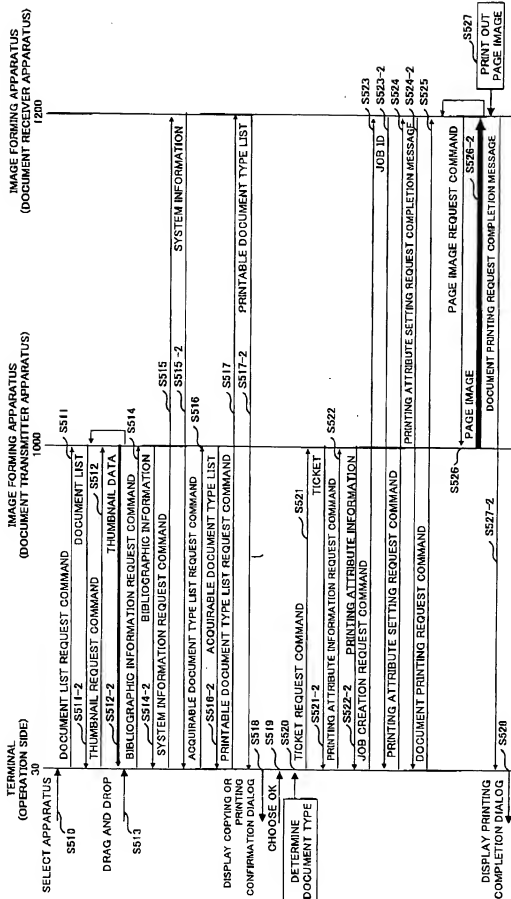 TERMINAL
(OPERATION SIDE)
30
IMAGE FORMING APPARATUS
(DOCUMENT TRANSMITTER APPARATUS)
1000
IMAGE FORMING APPARATUS
(DOCUMENT RECEIVER APPARATUS)
1200
SELECT APPARATUS
S510
DOCUMENT LIST REQUEST COMMAND
S511
S511-2
DOCUMENT LIST
THUMBNAIL REQUEST COMMAND
S512
S512-2
THUMBNAIL DATA
DRAG AND DROP
S513
BIBLIOGRAPHIC INFORMATION REQUEST COMMAND
S514
S514-2
BIBLIOGRAPHIC INFORMATION
SYSTEM INFORMATION REQUEST COMMAND
S515
SYSTEM INFORMATION
S515-2
ACQUIRABLE DOCUMENT TYPE LIST REQUEST COMMAND
S516
S516-2
ACQUIRABLE DOCUMENT TYPE LIST
PRINTABLE DOCUMENT TYPE LIST REQUEST COMMAND
S517
S517-2
PRINTABLE DOCUMENT TYPE LIST
DISPLAY COPYING OR
PRINTING
CONFIRMATION DIALOG
S518
CHOOSE OK
S519
S520
DETERMINE
DOCUMENT TYPE
TICKET REQUEST COMMAND
S521
S521-2
TICKET
PRINTING ATTRIBUTE INFORMATION REQUEST COMMAND
S522
S522-2
PRINTING ATTRIBUTE INFORMATION
JOB CREATION REQUEST COMMAND
S523
JOB ID
S523-2
PRINTING ATTRIBUTE SETTING REQUEST COMMAND
S524
PRINTING ATTRIBUTE SETTING REQUEST COMPLETION MESSAGE
S524-2
DOCUMENT PRINTING REQUEST COMMAND
S525
PAGE IMAGE REQUEST COMMAND
S526
PAGE IMAGE
S526-2
S527
PRINT OUT
PAGE IMAGE
DOCUMENT PRINTING REQUEST COMPLETION MESSAGE
S527-2
DISPLAY PRINTING
COMPLETION DIALOG
S528